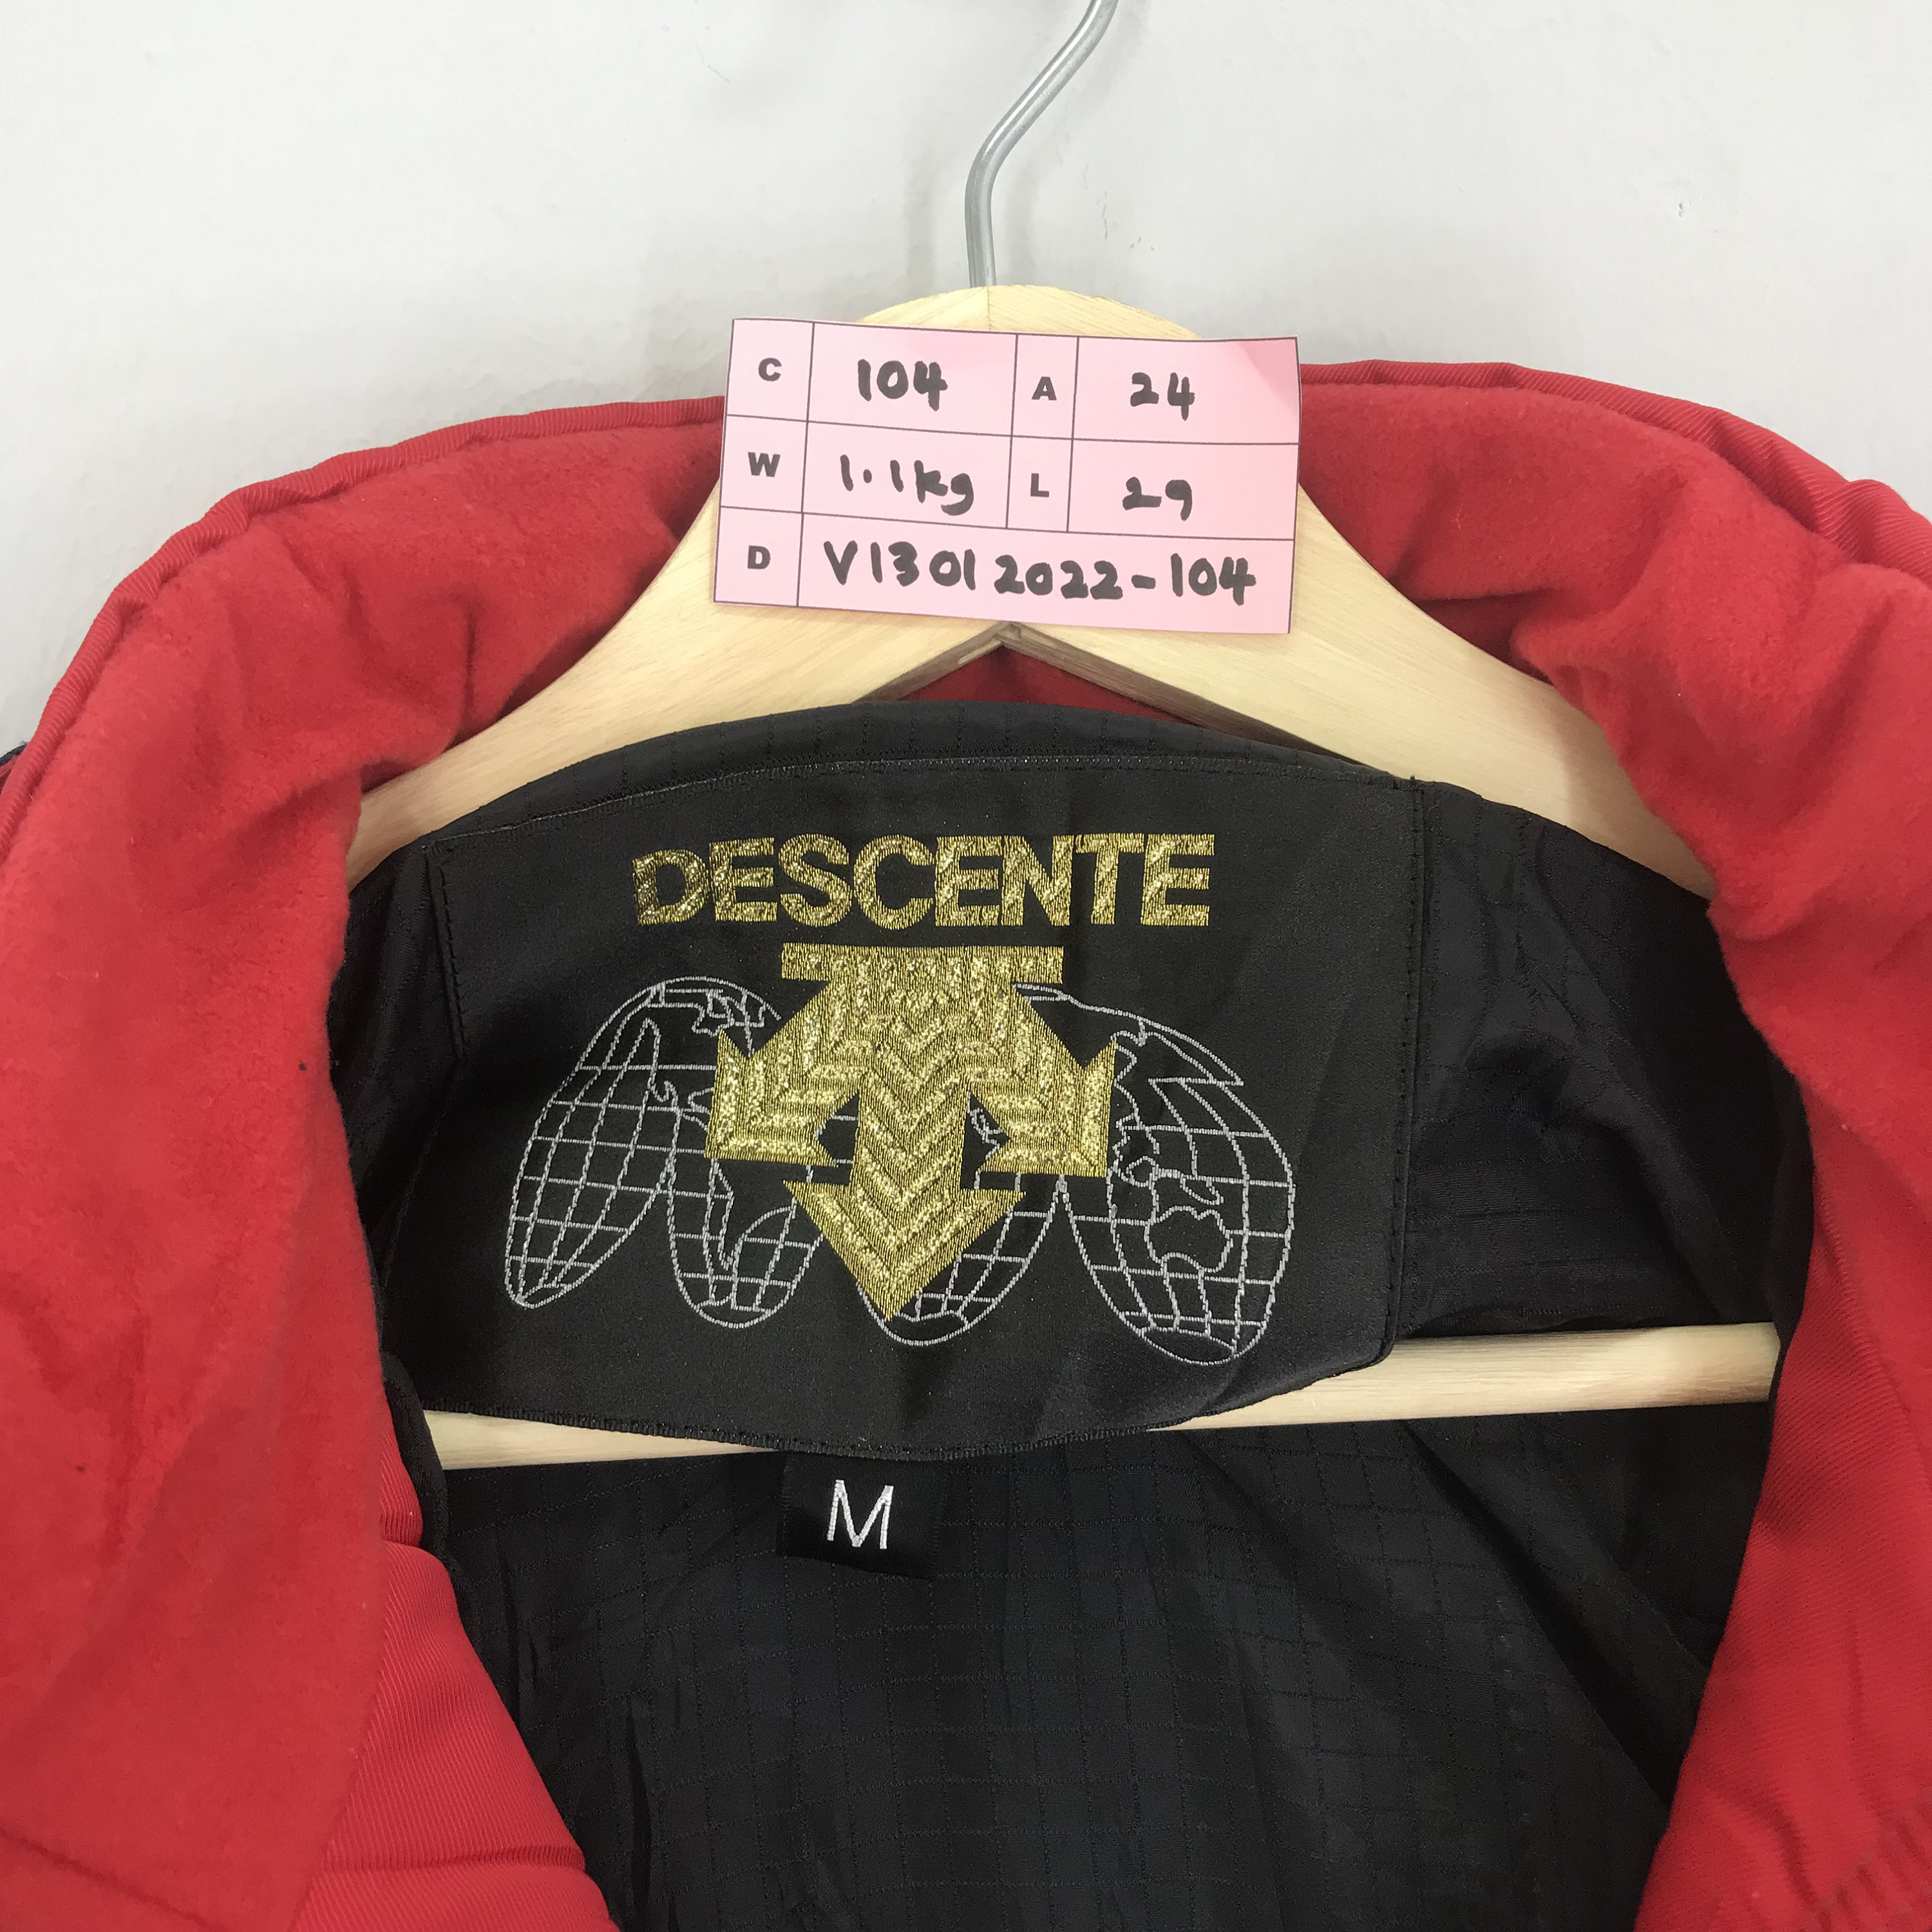 C 104 A 24
W 1.1kg L 29
D V13012022-104
DESCENTE
M